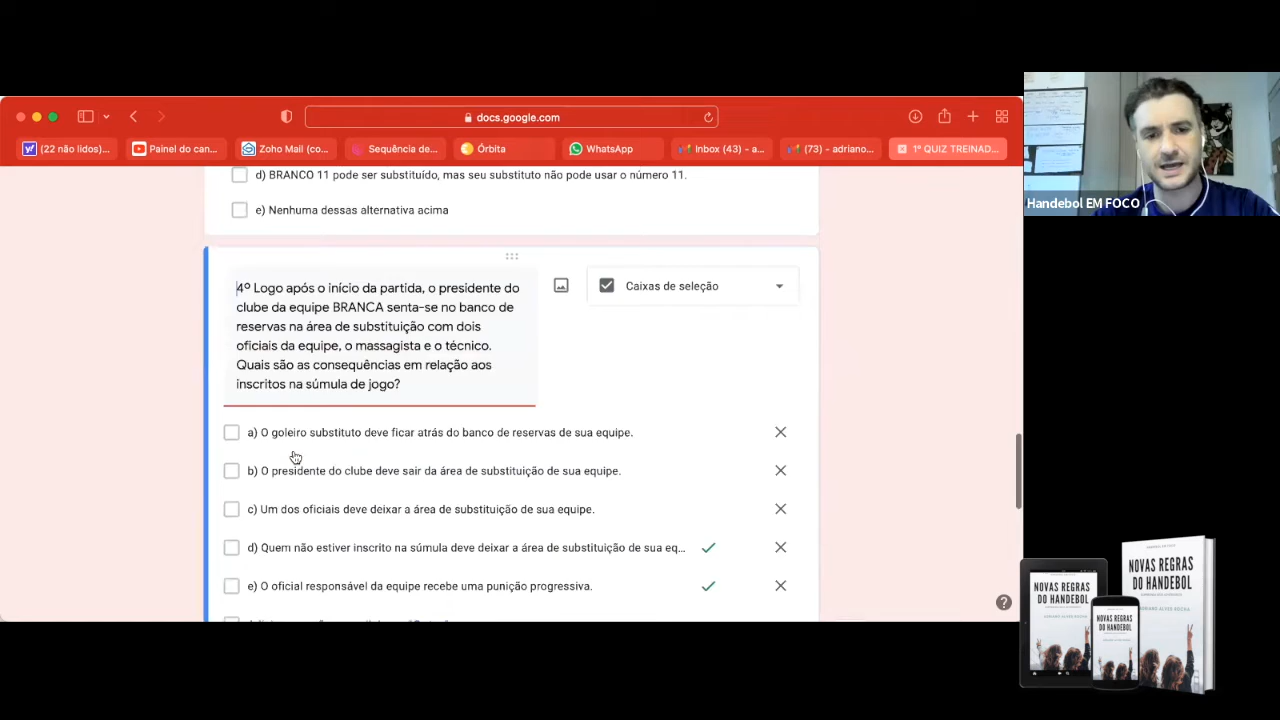 docs.google.com
(22 não lidos)...
Painel do can...
Zoho Mail (co...
Sequência de...
Órbita
WhatsApp
Inbox (43) - a...
(73) - adriano...
1º QUIZ TREINAD...
d) BRANCO 11 pode ser substituído, mas seu substituto não pode usar o número 11.
e) Nenhuma dessas alternativa acima
4º Logo após o início da partida, o presidente do
clube da equipe BRANCA senta-se no banco de
reservas na área de substituição com dois
oficiais da equipe, o massagista e o técnico.
Quais são as consequências em relação aos
inscritos na súmula de jogo?
Caixas de seleção
a) O goleiro substituto deve ficar atrás do banco de reservas de sua equipe.
b) O presidente do clube deve sair da área de substituição de sua equipe.
c) Um dos oficiais deve deixar a área de substituição de sua equipe.
d) Quem não estiver inscrito na súmula deve deixar a área de substituição de sua eq...
e) O oficial responsável da equipe recebe uma punição progressiva.
Handebol EM FOCO
NOVAS REGRAS
DO HANDEBOL
NOVAS REGRAS
DO HANDEBOL
NOVAS REGRAS
DO HANDEBOL